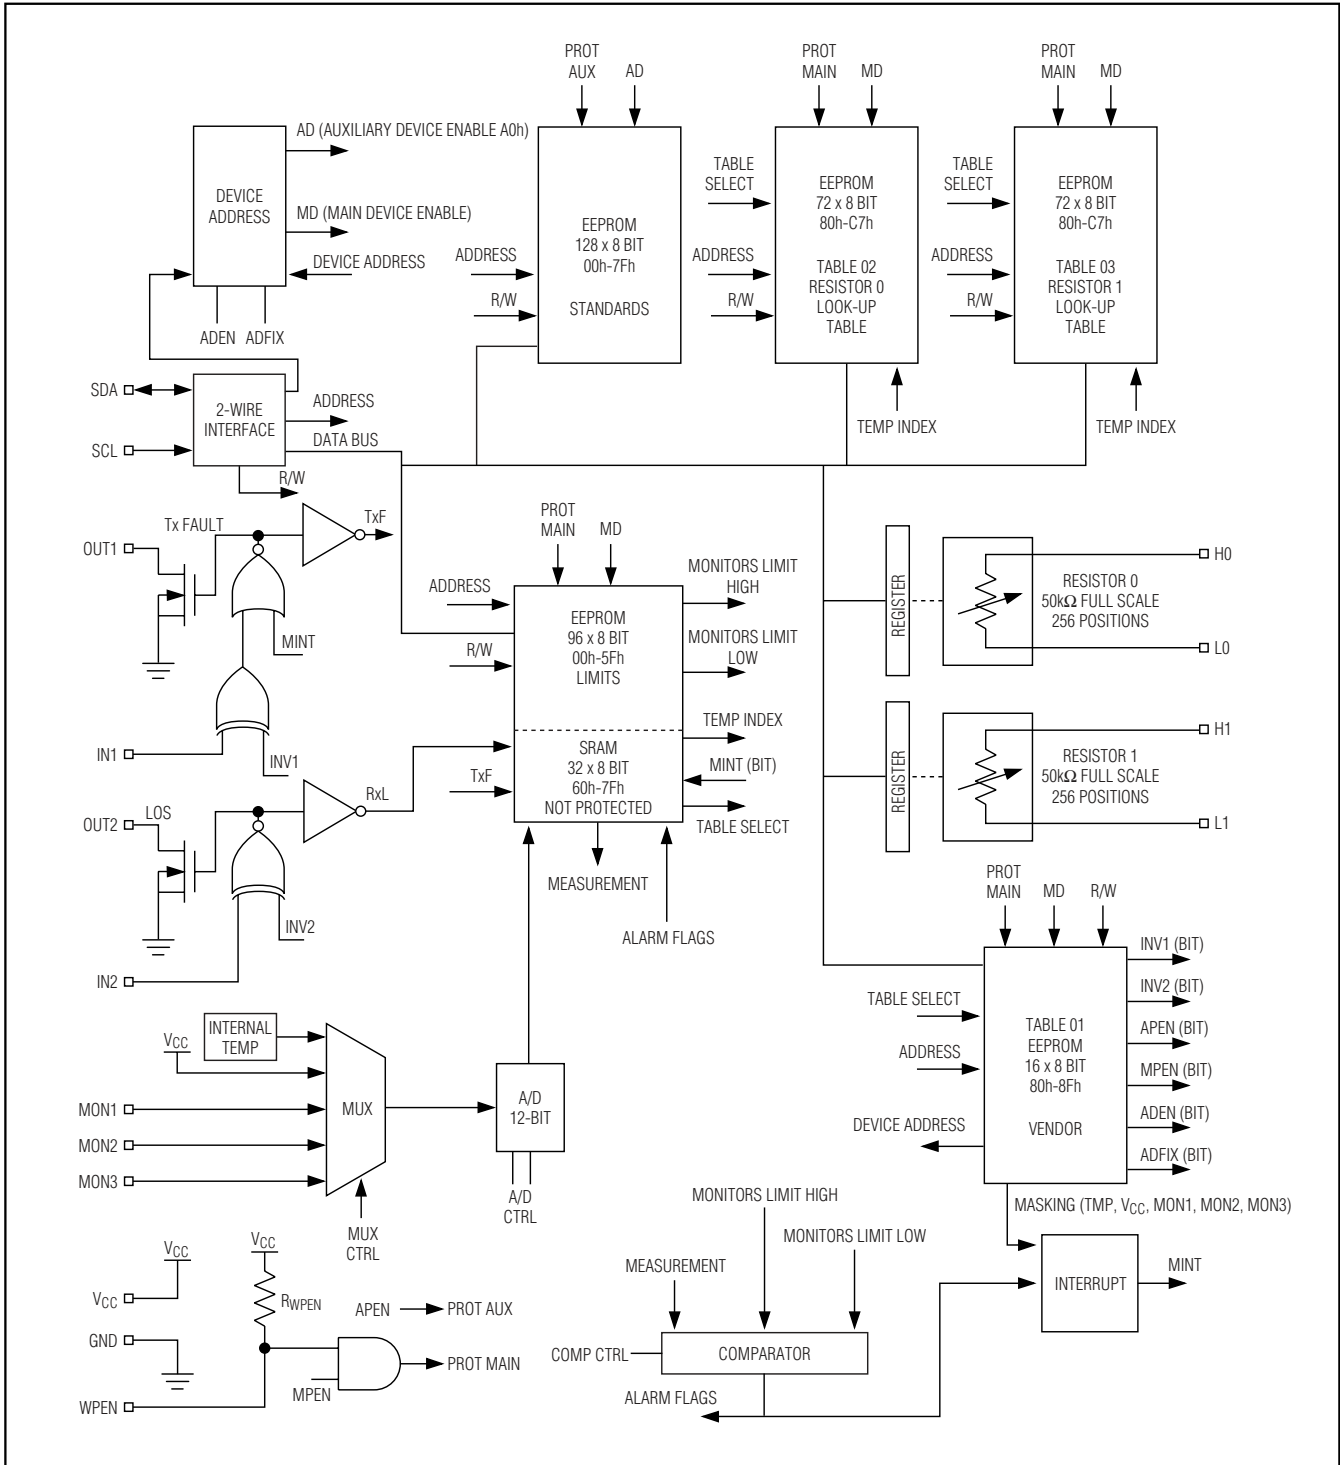 PROT
AUX
AD
PROT
MAIN
MD
PROT
MAIN
MD
AD (AUXILIARY DEVICE ENABLE A0h)
DEVICE
ADDRESS
MD (MAIN DEVICE ENABLE)
DEVICE ADDRESS
ADEN
ADFIX
ADDRESS
R/W
EEPROM
128 x 8 BIT
00h-7Fh
STANDARDS
TABLE
SELECT
ADDRESS
R/W
EEPROM
72 x 8 BIT
80h-C7h
TABLE 02
RESISTOR 0
LOOK-UP
TABLE
TEMP INDEX
TABLE
SELECT
ADDRESS
R/W
EEPROM
72 x 8 BIT
80h-C7h
TABLE 03
RESISTOR 1
LOOK-UP
TABLE
TEMP INDEX
SDA
SCL
2-WIRE
INTERFACE
ADDRESS
DATA BUS
R/W
Tx FAULT
TxF
OUT1
MINT
IN1
INV1
LOS
RxL
OUT2
INV2
IN2
PROT
MAIN
MD
ADDRESS
R/W
TxF
EEPROM
96 x 8 BIT
00h-5Fh
LIMITS
SRAM
32 x 8 BIT
60h-7Fh
NOT PROTECTED
MONITORS LIMIT
HIGH
MONITORS LIMIT
LOW
TEMP INDEX
MINT (BIT)
TABLE SELECT
MEASUREMENT
ALARM FLAGS
REGISTER
RESISTOR 0
50kΩ FULL SCALE
256 POSITIONS
H0
L0
REGISTER
RESISTOR 1
50kΩ FULL SCALE
256 POSITIONS
H1
L1
PROT
MAIN
MD
R/W
TABLE SELECT
ADDRESS
DEVICE ADDRESS
TABLE 01
EEPROM
16 x 8 BIT
80h-8Fh
VENDOR
INV1 (BIT)
INV2 (BIT)
APEN (BIT)
MPEN (BIT)
ADEN (BIT)
ADFIX (BIT)
MASKING (TMP, VCC, MON1, MON2, MON3)
INTERRUPT
MINT
INTERNAL
TEMP
VCC
MON1
MON2
MON3
MUX
MUX
CTRL
A/D
12-BIT
A/D
CTRL
VCC
VCC
GND
WPEN
VCC
RWPEN
APEN
PROT AUX
MPEN
PROT MAIN
MONITORS LIMIT HIGH
MONITORS LIMIT LOW
MEASUREMENT
COMP CTRL
COMPARATOR
ALARM FLAGS